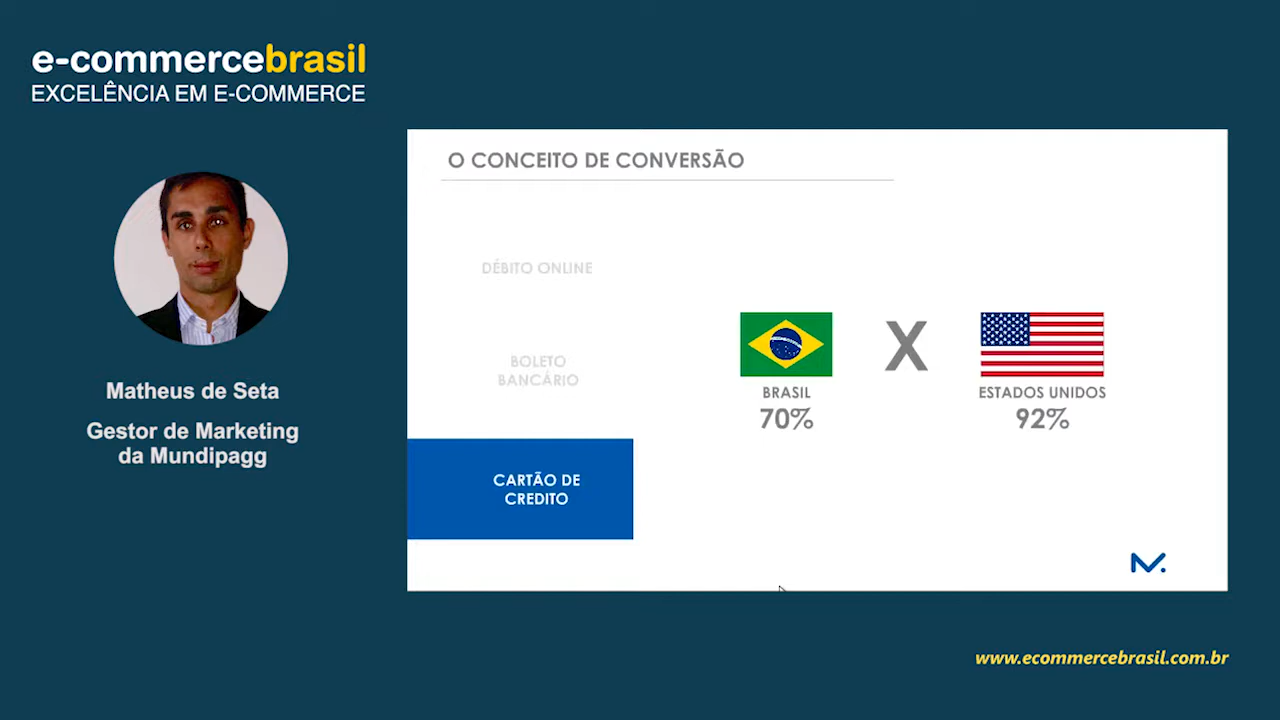 e-commercebrasil
EXCELÊNCIA EM E-COMMERCE
Matheus de Seta
Gestor de Marketing
da Mundipagg
O CONCEITO DE CONVERSÃO
DÉBITO ONLINE
BOLETO
BANCÁRIO
CARTÃO DE
CREDITO
BRASIL
70%
X
ESTADOS UNIDOS
92%
www.ecommercebrasil.com.br